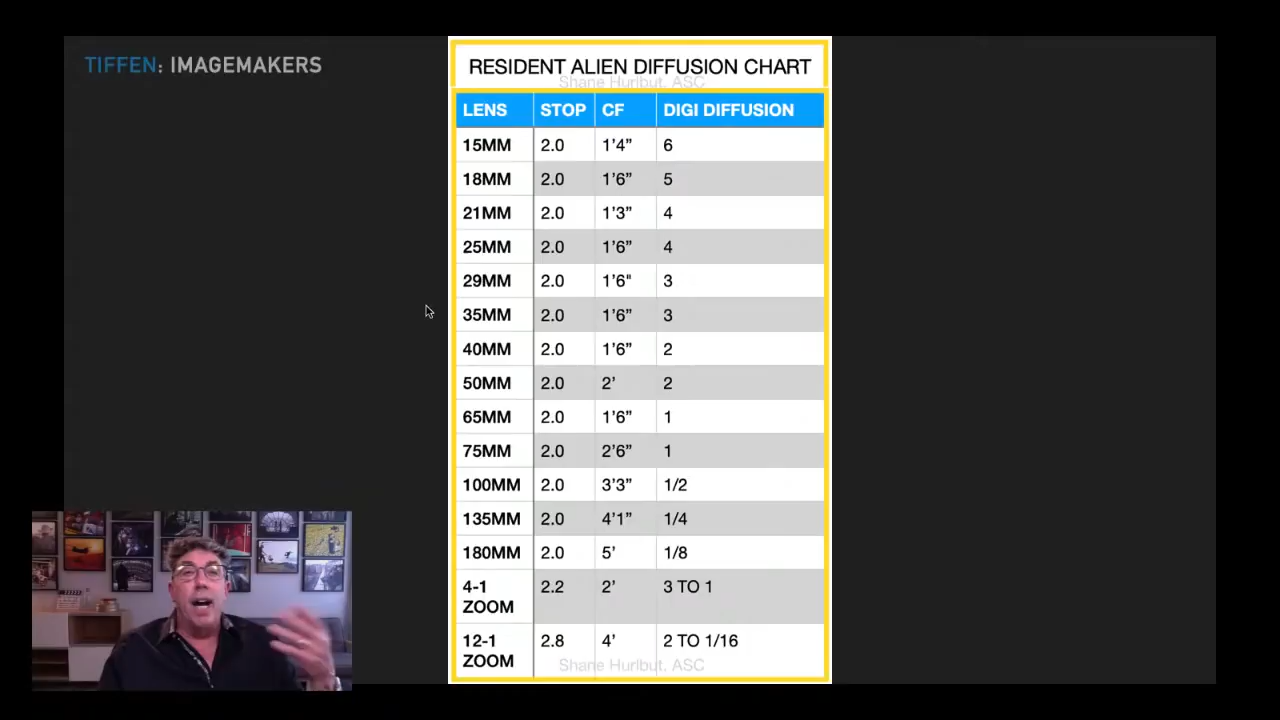 TIFFEN: IMAGEMAKERS
RESIDENT ALIEN DIFFUSION CHART
Shane Hurlbut, ASC
LENS STOP CF DIGI DIFFUSION
15MM 2.0 1’4” 6
18MM 2.0 1’6” 5
21MM 2.0 1’3” 4
25MM 2.0 1’6” 4
29MM 2.0 1’6" 3
35MM 2.0 1’6” 3
40MM 2.0 1’6” 2
50MM 2.0 2’ 2
65MM 2.0 1’6” 1
75MM 2.0 2’6” 1
100MM 2.0 3’3” 1/2
135MM 2.0 4’1” 1/4
180MM 2.0 5’ 1/8
4-1 2.2 2’ 3 TO 1
ZOOM
12-1 2.8 4’ 2 TO 1/16
ZOOM
Shane Hurlbut, ASC